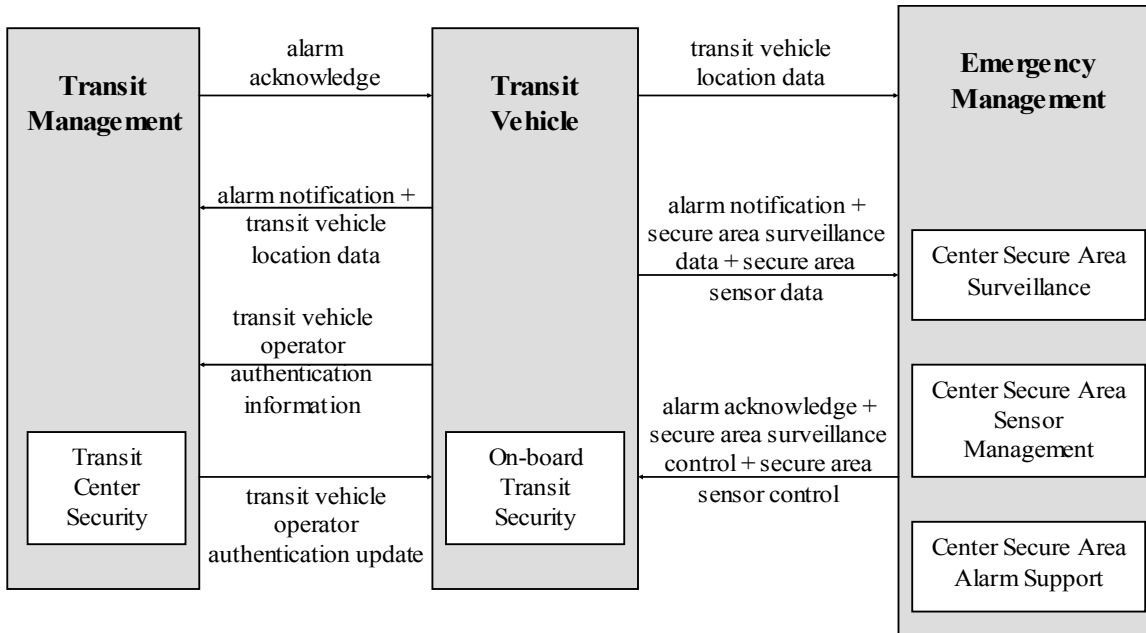 Transit
Management
Transit
Center
Security
alarm
acknowledge
alarm notification +
transit vehicle
location data
transit vehicle
operator
authentication
information
transit vehicle
operator
authentication update
Transit
Vehicle
On-board
Transit
Security
transit vehicle
location data
alarm notification +
secure area surveillance
data + secure area
sensor data
alarm acknowledge +
secure area surveillance
control + secure area
sensor control
Emergency
Management
Center Secure Area
Surveillance
Center Secure Area
Sensor
Management
Center Secure Area
Alarm Support